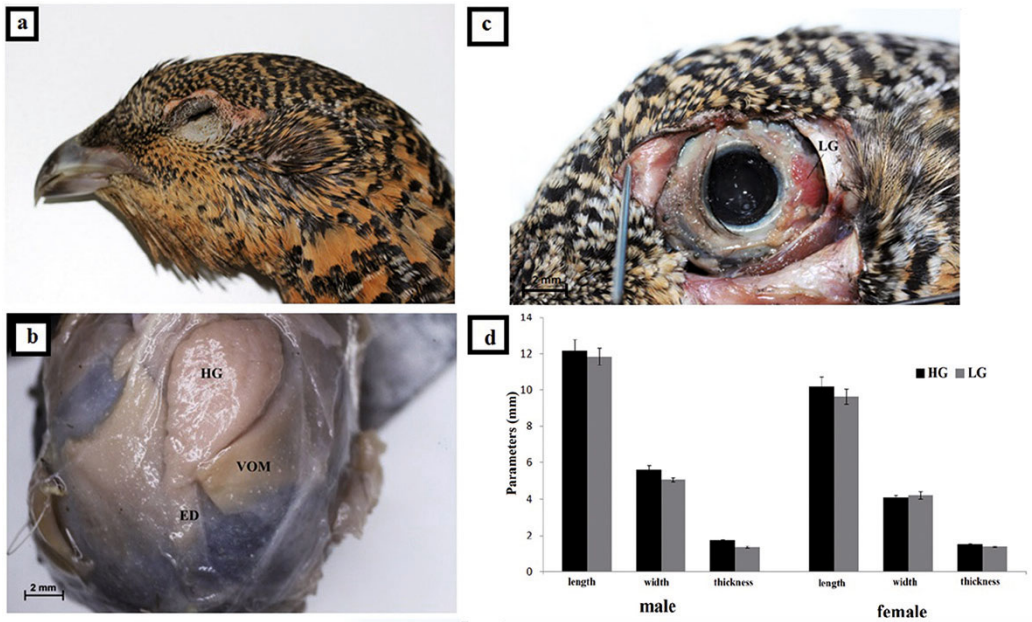 a
c
LG
2 mm
b
HG
VOM
ED
2 mm
d
14
12
10
8
6
4
2
0
Parameters (mm)
HG LG
length width thickness length width thickness
male female